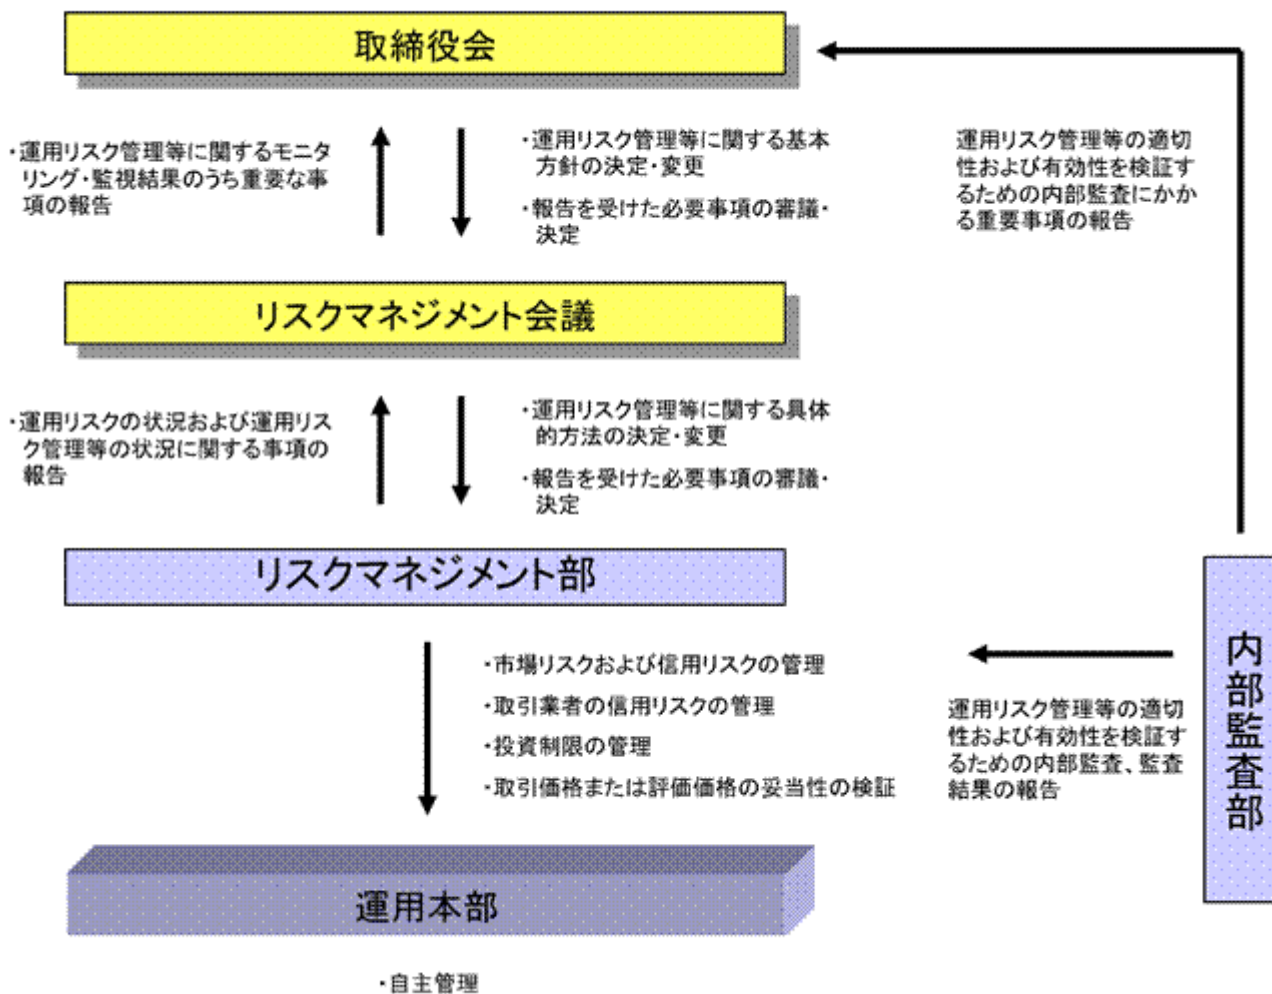 取締役会
・運用リスク管理等に関するモニタ
リング・監視結果のうち重要な事
項の報告
・運用リスク管理等に関する基本
方針の決定・変更
・報告を受けた必要事項の審議・
決定
運用リスク管理等の適切
性および有効性を検証す
るための内部監査にかか
る重要事項の報告
リスクマネジメント会議
・運用リスクの状況および運用リス
ク管理等の状況に関する事項の
報告
・運用リスク管理等に関する具体
的方法の決定・変更
・報告を受けた必要事項の審議・
決定
リスクマネジメント部
・市場リスクおよび信用リスクの管理
・取引業者の信用リスクの管理
・投資制限の管理
・取引価格または評価価格の妥当性の検証
運用リスク管理等の適切
性および有効性を検証す
るための内部監査、監査
結果の報告
内部監査部
運用本部
・自主管理